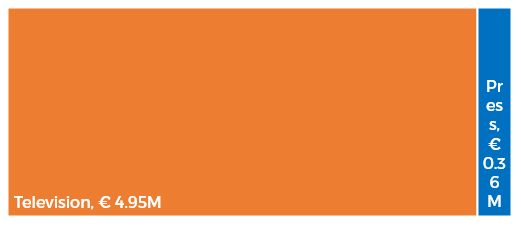 Television, € 4.95M
Pr
es
s,
€
0.3
6
M